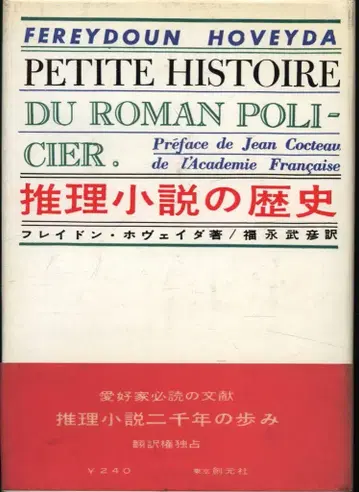 FEREYDOUN HOVEYDA
PETITE HISTOIRE
DU ROMAN POLI-
CIER. Préface de Jean Cocteau
de l'Academie Française
推理小説の歴史
フレイドン・ホヴェイダ著/福永武彦訳
愛好家必読の文献
推理小説二千年の歩み
翻訳権独占
¥240 東京創元社